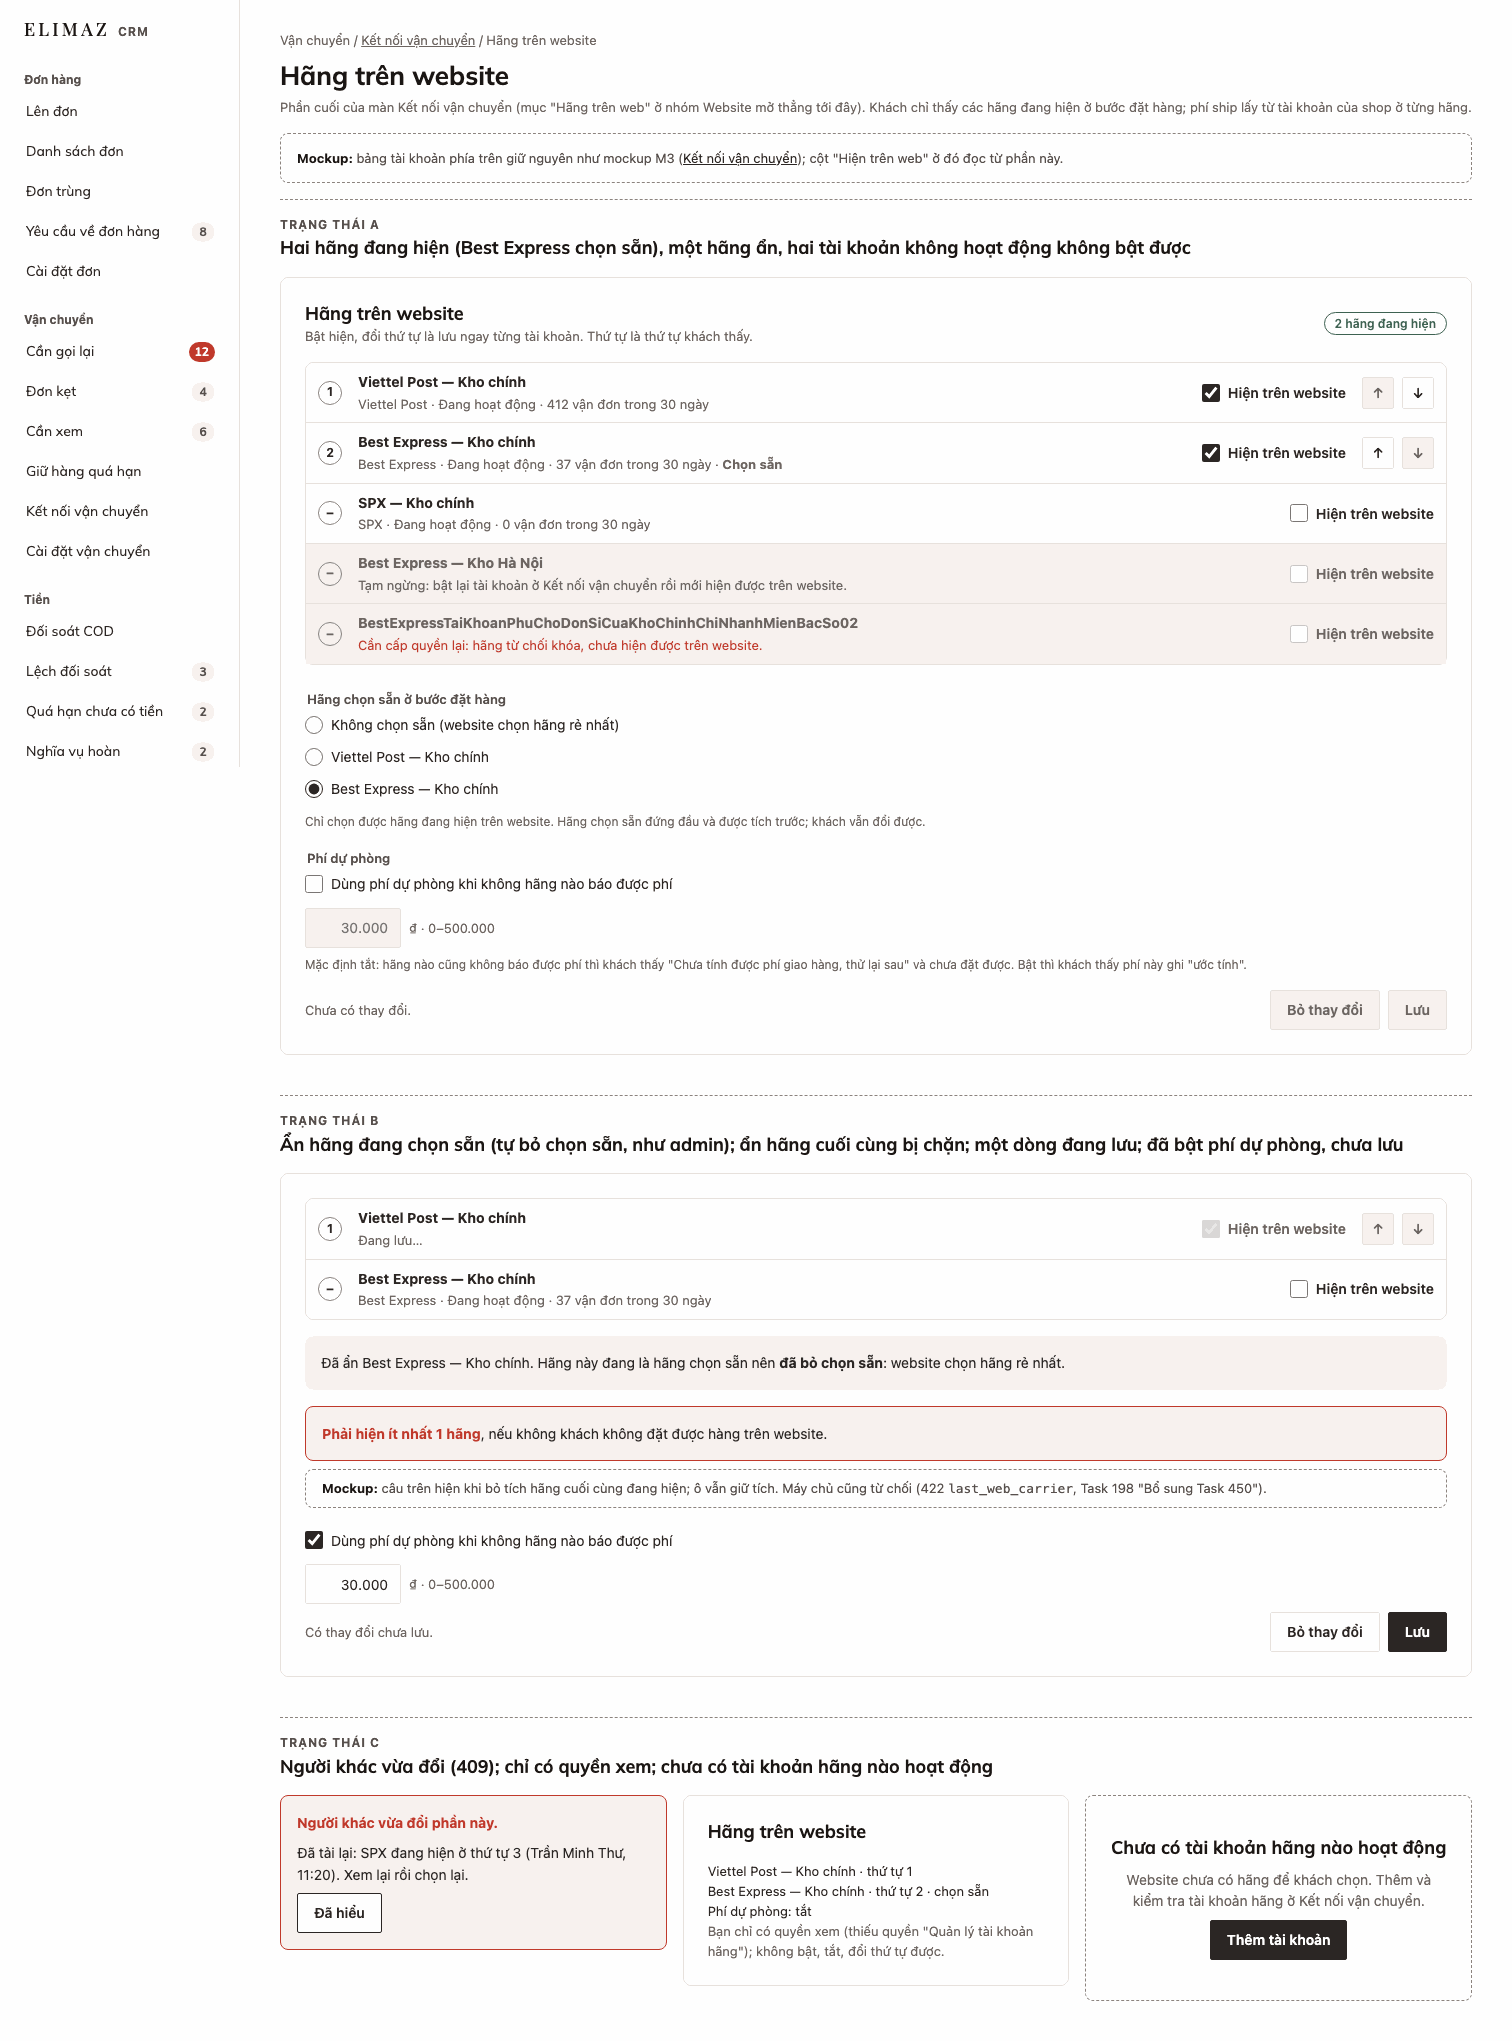 ELIMAZ CRM
Đơn hàng
Lên đơn
Danh sách đơn
Đơn trùng
Yêu cầu về đơn hàng 8
Cài đặt đơn
Vận chuyển
Cần gọi lại 12
Đơn kẹt 4
Cần xem 6
Giữ hàng quá hạn
Kết nối vận chuyển
Cài đặt vận chuyển
Tiền
Đối soát COD
Lệch đối soát 3
Quá hạn chưa có tiền 2
Nghĩa vụ hoàn 2
Vận chuyển / Kết nối vận chuyển / Hãng trên website
Hãng trên website
Phần cuối của màn Kết nối vận chuyển (mục "Hãng trên web" ở nhóm Website mở thẳng tới đây). Khách chỉ thấy các hãng đang hiện ở bước đặt hàng; phí ship lấy từ tài khoản của shop ở từng hãng.
Mockup: bảng tài khoản phía trên giữ nguyên như mockup M3 (Kết nối vận chuyển); cột "Hiện trên web" ở đó đọc từ phần này.
TRẠNG THÁI A
Hai hãng đang hiện (Best Express chọn sẵn), một hãng ẩn, hai tài khoản không hoạt động không bật được
Hãng trên website
Bật hiện, đổi thứ tự là lưu ngay từng tài khoản. Thứ tự là thứ tự khách thấy.
2 hãng đang hiện
1 Viettel Post — Kho chính
Viettel Post · Đang hoạt động · 412 vận đơn trong 30 ngày
Hiện trên website ↑ ↓
2 Best Express — Kho chính
Best Express · Đang hoạt động · 37 vận đơn trong 30 ngày · Chọn sẵn
Hiện trên website ↑ ↓
– SPX — Kho chính
SPX · Đang hoạt động · 0 vận đơn trong 30 ngày
Hiện trên website
– Best Express — Kho Hà Nội
Tạm ngừng: bật lại tài khoản ở Kết nối vận chuyển rồi mới hiện được trên website.
Hiện trên website
– BestExpressTaiKhoanPhuChoDonSiCuaKhoChinhChiNhanhMienBacSo02
Cần cấp quyền lại: hãng từ chối khóa, chưa hiện được trên website.
Hiện trên website
Hãng chọn sẵn ở bước đặt hàng
Không chọn sẵn (website chọn hãng rẻ nhất)
Viettel Post — Kho chính
Best Express — Kho chính
Chỉ chọn được hãng đang hiện trên website. Hãng chọn sẵn đứng đầu và được tích trước; khách vẫn đổi được.
Phí dự phòng
Dùng phí dự phòng khi không hãng nào báo được phí
30.000 ₫ · 0–500.000
Mặc định tắt: hãng nào cũng không báo được phí thì khách thấy "Chưa tính được phí giao hàng, thử lại sau" và chưa đặt được. Bật thì khách thấy phí này ghi "ước tính".
Chưa có thay đổi.
Bỏ thay đổi Lưu
TRẠNG THÁI B
Ẩn hãng đang chọn sẵn (tự bỏ chọn sẵn, như admin); ẩn hãng cuối cùng bị chặn; một dòng đang lưu; đã bật phí dự phòng, chưa lưu
1 Viettel Post — Kho chính
Đang lưu...
Hiện trên website ↑ ↓
– Best Express — Kho chính
Best Express · Đang hoạt động · 37 vận đơn trong 30 ngày
Hiện trên website
Đã ẩn Best Express — Kho chính. Hãng này đang là hãng chọn sẵn nên đã bỏ chọn sẵn: website chọn hãng rẻ nhất.
Phải hiện ít nhất 1 hãng, nếu không khách không đặt được hàng trên website.
Mockup: câu trên hiện khi bỏ tích hãng cuối cùng đang hiện; ô vẫn giữ tích. Máy chủ cũng từ chối (422 last_web_carrier, Task 198 "Bổ sung Task 450").
Dùng phí dự phòng khi không hãng nào báo được phí
30.000 ₫ · 0–500.000
Có thay đổi chưa lưu.
Bỏ thay đổi Lưu
TRẠNG THÁI C
Người khác vừa đổi (409); chỉ có quyền xem; chưa có tài khoản hãng nào hoạt động
Người khác vừa đổi phần này.
Đã tải lại: SPX đang hiện ở thứ tự 3 (Trần Minh Thư,
11:20). Xem lại rồi chọn lại.
Đã hiểu
Hãng trên website
Viettel Post — Kho chính · thứ tự 1
Best Express — Kho chính · thứ tự 2 · chọn sẵn
Phí dự phòng: tắt
Bạn chỉ có quyền xem (thiếu quyền "Quản lý tài khoản
hãng"); không bật, tắt, đổi thứ tự được.
Chưa có tài khoản hãng nào hoạt động
Website chưa có hãng để khách chọn. Thêm và
kiểm tra tài khoản hãng ở Kết nối vận chuyển.
Thêm tài khoản